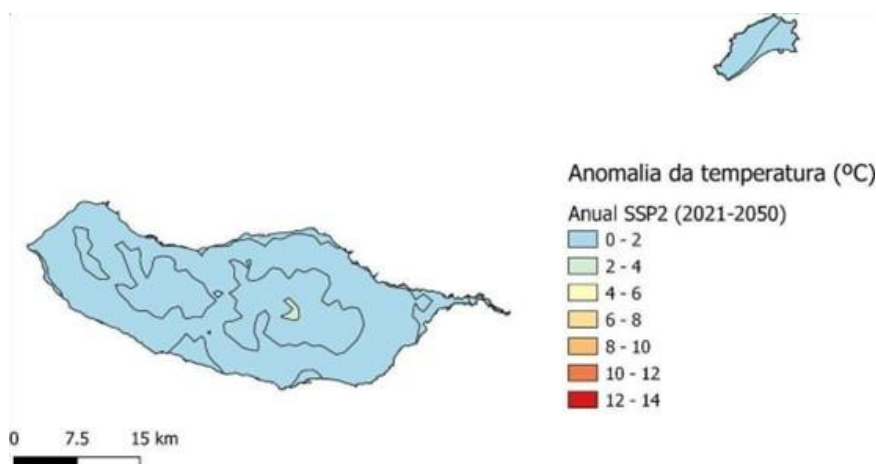 Anomalia da temperatura (ºC)
Anual SSP2 (2021-2050)
0 - 2
2 - 4
4 - 6
6 - 8
8 - 10
10 - 12
12 - 14
0 7.5 15 km